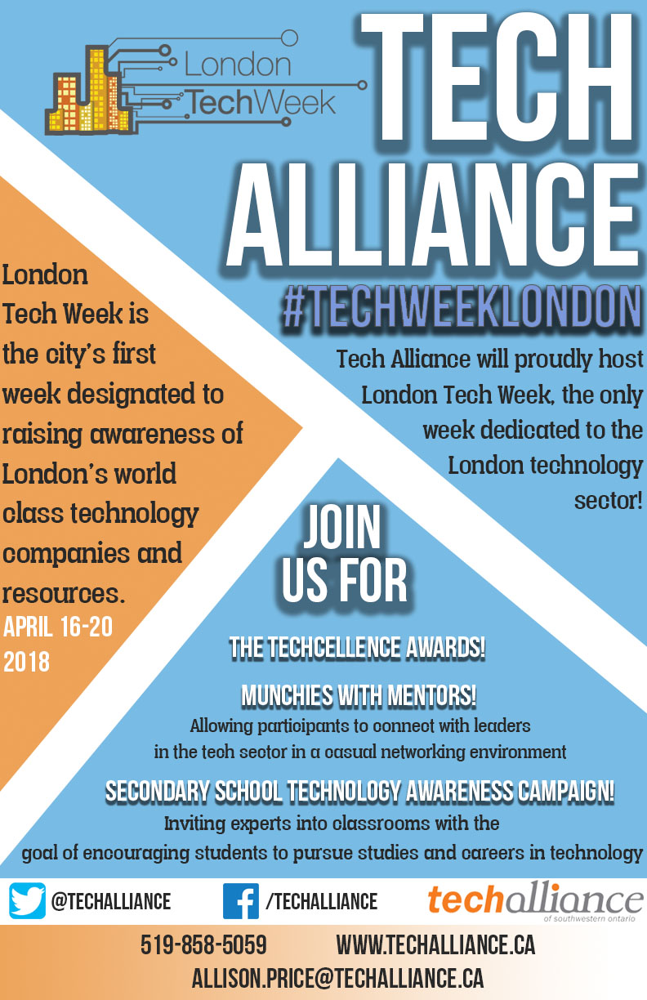 London
TechWeek
TECH
ALLIANCE
#TECHWEEKLONDON
Tech Alliance will proudly host
London Tech Week, the only
week dedicated to the
London technology
sector!
London
Tech Week is
the city's first
week designated to
raising awareness of
London's world
class technology
companies and
resources.
APRIL 16-20
2018
JOIN
US FOR
THE TECHCELLENCE AWARDS!
MUNCHIES WITH MENTORS!
Allowing participants to connect with leaders
in the tech sector in a casual networking environment
SECONDARY SCHOOL TECHNOLOGY AWARENESS CAMPAIGN!
Inviting experts into classrooms with the
goal of encouraging students to pursue studies and careers in technology
@TECHALLIANCE
/TECHALLIANCE
techalliance
of southwestern ontario
519-858-5059 WWW.TECHALLIANCE.CA
ALLISON.PRICE@TECHALLIANCE.CA